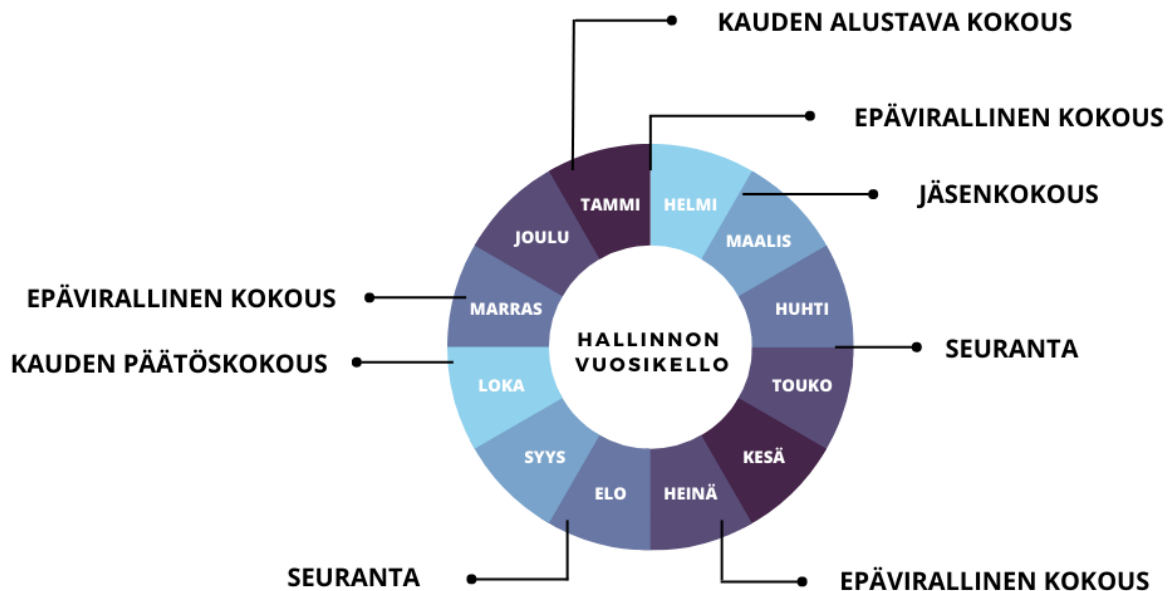 KAUDEN ALUSTAVA KOKOUS
EPÄVIRALLINEN KOKOUS
JÄSENKOKOUS
TAMMI
HELMI
JOULU
MAALIS
EPÄVIRALLINEN KOKOUS
MARRAS
HUHTI
HALLINNON
VUOSIKELLO
SEURANTA
KAUDEN PÄÄTÖSKOKOUS
LOKA
TOUKO
SYYS
KESÄ
ELO
HEINÄ
SEURANTA
EPÄVIRALLINEN KOKOUS